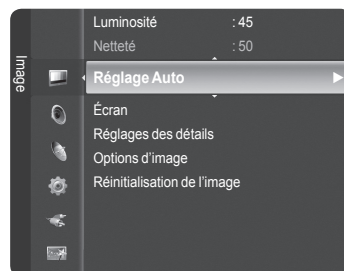 Image
Luminosité : 45
Netteté : 50
Réglage Auto
Écran
Réglages des détails
Options d'image
Réinitialisation de l'image